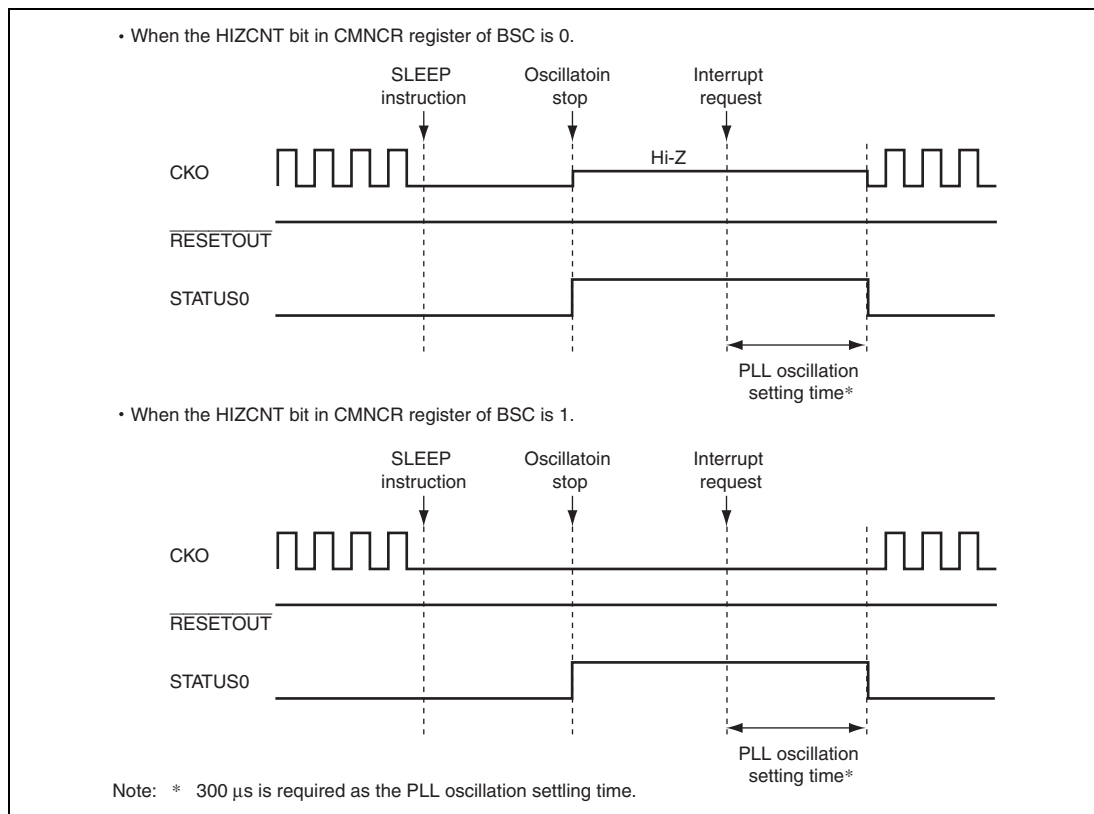 • When the HIZCNT bit in CMNCR register of BSC is 0.
SLEEP instruction
Oscillatoin stop
Interrupt request
CKO
Hi-Z
RESETOUT
STATUS0
PLL oscillation
setting time*
• When the HIZCNT bit in CMNCR register of BSC is 1.
SLEEP instruction
Oscillatoin stop
Interrupt request
CKO
RESETOUT
STATUS0
PLL oscillation
setting time*
Note: * 300 µs is required as the PLL oscillation settling time.